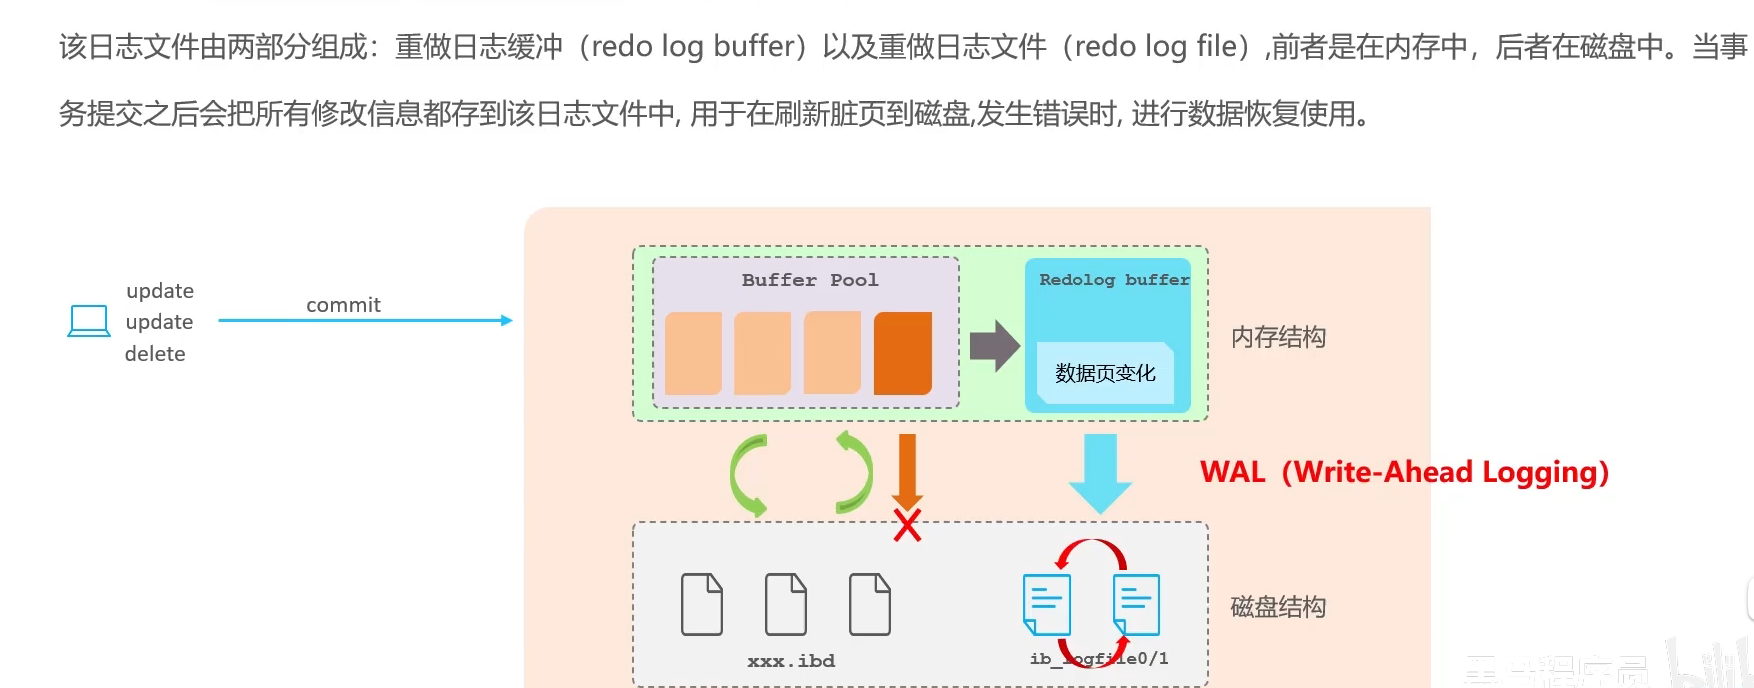 该日志文件由两部分组成：重做日志缓冲（redo log buffer）以及重做日志文件（redo log file）,前者是在内存中，后者在磁盘中。当事
务提交之后会把所有修改信息都存到该日志文件中, 用于在刷新脏页到磁盘,发生错误时, 进行数据恢复使用。
Buffer Pool
Redolog buffer
update
update
delete
commit
数据页变化
内存结构
WAL（Write-Ahead Logging）
磁盘结构
xxx.ibd
ib_logfile0/1
黑马程序员
bili